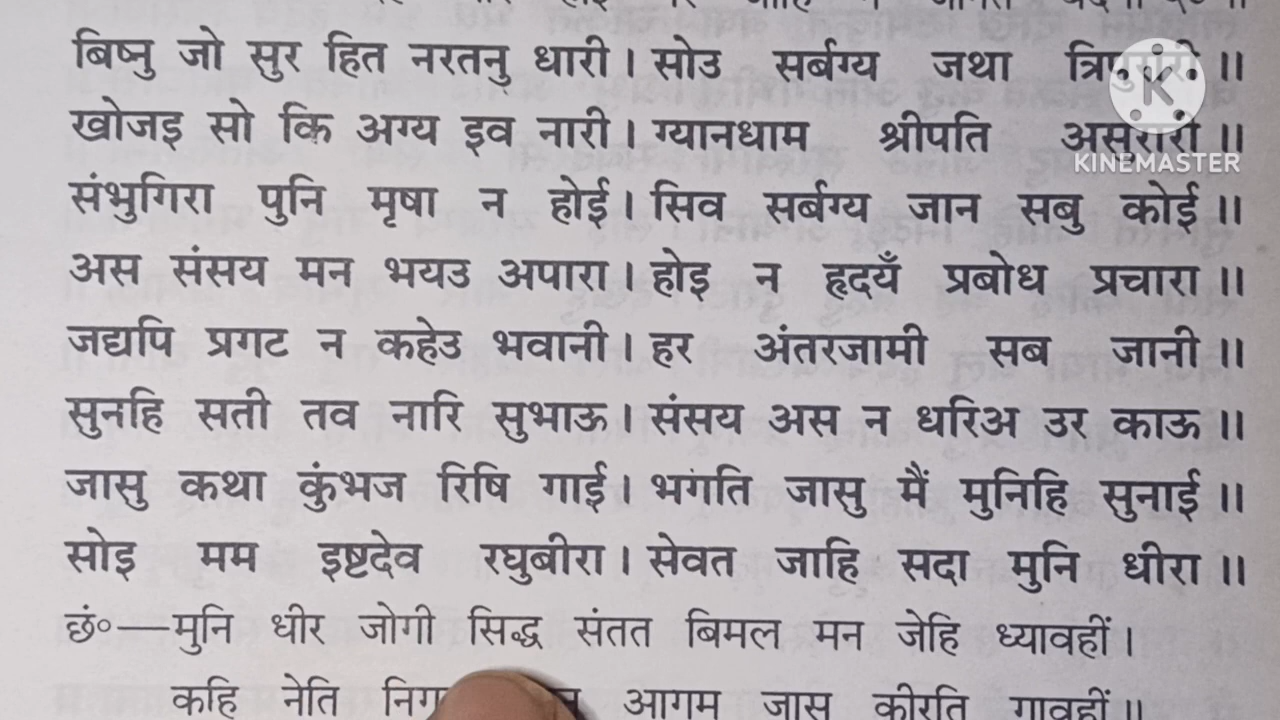 बिष्नु जो सुर हित नरतनु धारी। सोउ सर्बग्य जथा त्रिपुरारी॥
खोजइ सो कि अग्य इव नारी। ग्यानधाम श्रीपति असुरारी॥
KINEMASTER
संभुगिरा पुनि मृषा न होई। सिव सर्बग्य जान सबु कोई॥
अस संसय मन भयउ अपारा। होइ न हृदयँ प्रबोध प्रचारा॥
जद्यपि प्रगट न कहेउ भवानी। हर अंतरजामी सब जानी॥
सुनहि सती तव नारि सुभाऊ। संसय अस न धरिअ उर काऊ॥
जासु कथा कुंभज रिषि गाई। भगति जासु मैं मुनिहि सुनाई॥
सोइ मम इष्टदेव रघुबीरा। सेवत जाहि सदा मुनि धीरा॥
छं०—मुनि धीर जोगी सिद्ध संतत बिमल मन जेहि ध्यावहीं।
कहि नेति आगम जासु कीरति गावहीं॥